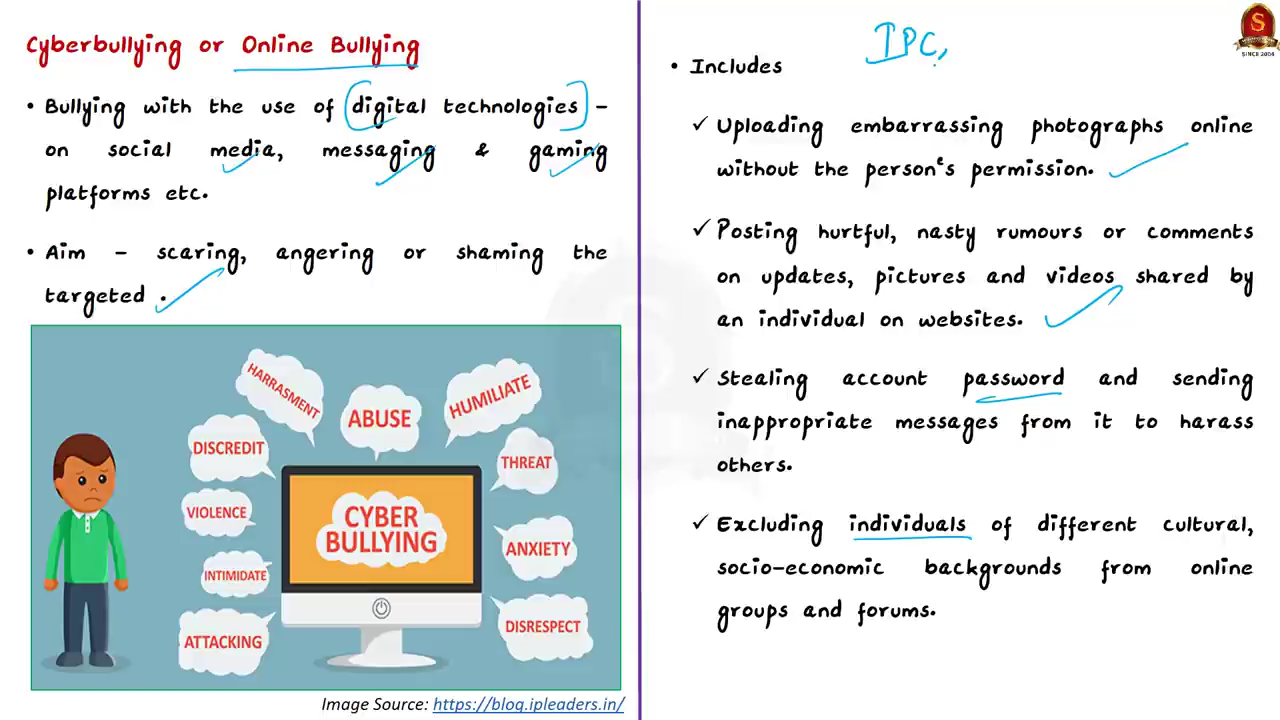 Cyberbullying or Online Bullying
• Bullying with the use of digital technologies –
on social media, messaging & gaming
platforms etc.
• Aim – scaring, angering or shaming the
targeted .
HARRASMENT
ABUSE
HUMILIATE
DISCREDIT
THREAT
VIOLENCE
CYBER
BULLYING
ANXIETY
INTIMIDATE
ATTACKING
DISRESPECT
Image Source: https://blog.ipleaders.in/
IPC,
• Includes
✓ Uploading embarrassing photographs online
without the person's permission.
✓ Posting hurtful, nasty rumours or comments
on updates, pictures and videos shared by
an individual on websites.
✓ Stealing account password and sending
inappropriate messages from it to harass
others.
✓ Excluding individuals of different cultural,
socio-economic backgrounds from online
groups and forums.
S
SINCE 2004